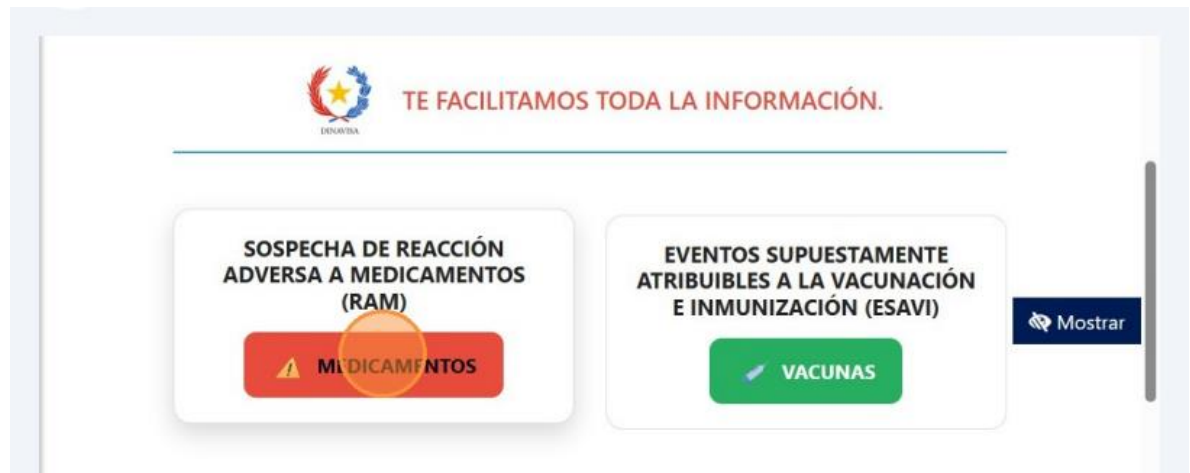 DINAVISA
TE FACILITAMOS TODA LA INFORMACIÓN.
SOSPECHA DE REACCIÓN
ADVERSA A MEDICAMENTOS
(RAM)
MEDICAMENTOS
EVENTOS SUPUESTAMENTE
ATRIBUIBLES A LA VACUNACIÓN
E INMUNIZACIÓN (ESAVI)
VACUNAS
Mostrar